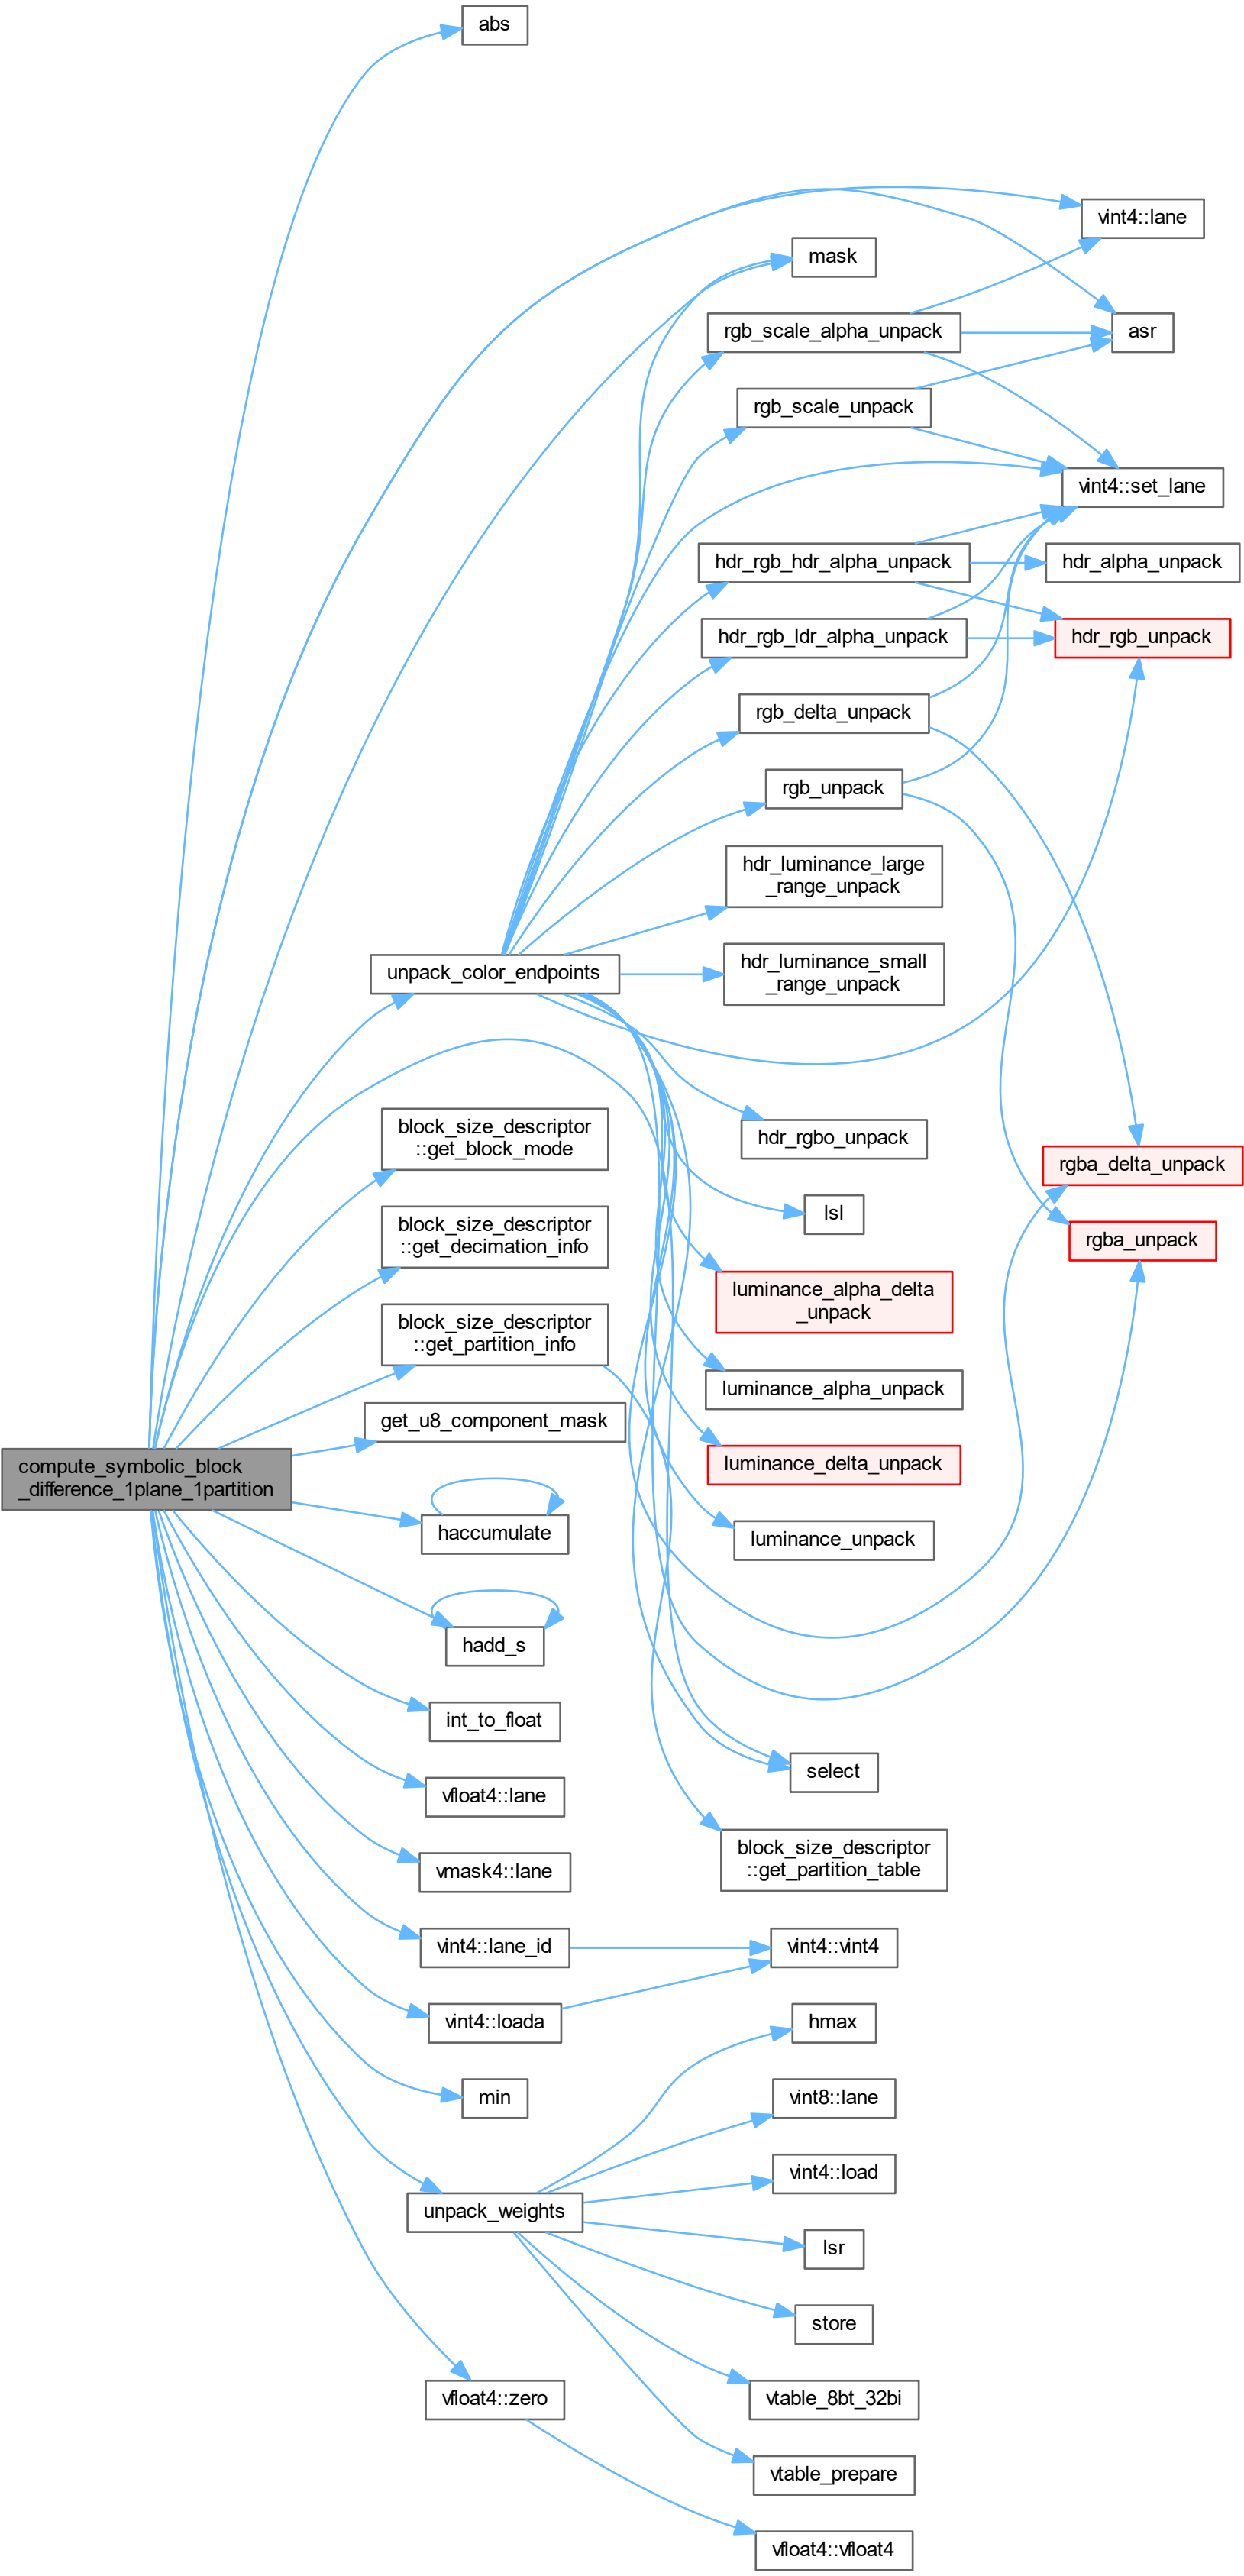 abs
vint4::lane
mask
rgb_scale_alpha_unpack
asr
rgb_scale_unpack
vint4::set_lane
hdr_rgb_hdr_alpha_unpack
hdr_alpha_unpack
hdr_rgb_ldr_alpha_unpack
hdr_rgb_unpack
rgb_delta_unpack
rgb_unpack
hdr_luminance_large
_range_unpack
unpack_color_endpoints
hdr_luminance_small
_range_unpack
block_size_descriptor
::get_block_mode
hdr_rgbo_unpack
rgba_delta_unpack
lsl
block_size_descriptor
::get_decimation_info
rgba_unpack
luminance_alpha_delta
_unpack
block_size_descriptor
::get_partition_info
luminance_alpha_unpack
get_u8_component_mask
luminance_delta_unpack
compute_symbolic_block
_difference_1plane_1partition
haccumulate
luminance_unpack
hadd_s
int_to_float
select
vfloat4::lane
block_size_descriptor
::get_partition_table
vmask4::lane
vint4::lane_id
vint4::vint4
vint4::loada
hmax
min
vint8::lane
vint4::load
unpack_weights
lsr
store
vfloat4::zero
vtable_8bt_32bi
vtable_prepare
vfloat4::vfloat4